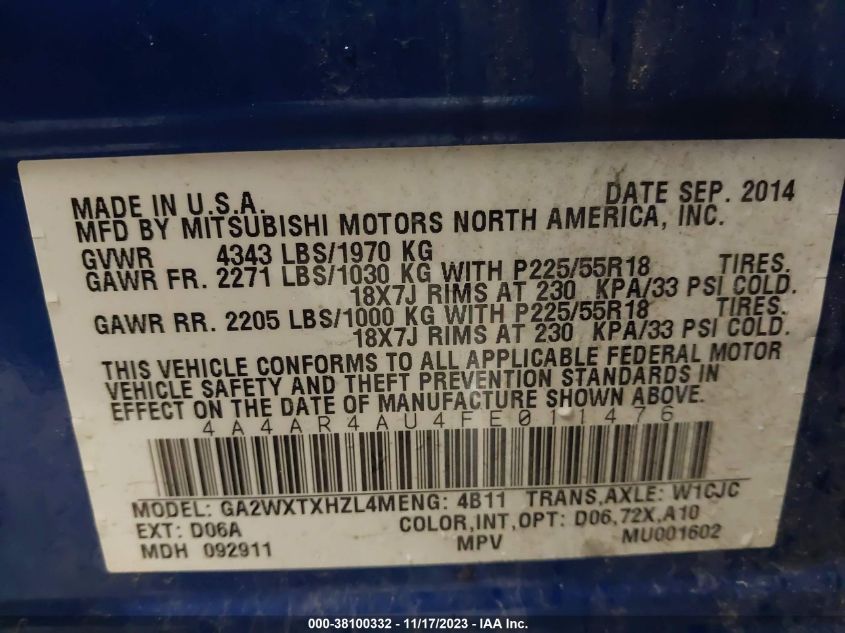 MADE IN U.S.A. DATE SEP. 2014
MFD BY MITSUBISHI MOTORS NORTH AMERICA, INC.
GVWR 4343 LBS/1970 KG
GAWR FR. 2271 LBS/1030 KG WITH P225/55R18 TIRES.
18X7J RIMS AT 230 KPA/33 PSI COLD.
GAWR RR. 2205 LBS/1000 KG WITH P225/55R18 TIRES.
18X7J RIMS AT 230 KPA/33 PSI COLD.
THIS VEHICLE CONFORMS TO ALL APPLICABLE FEDERAL MOTOR
VEHICLE SAFETY AND THEFT PREVENTION STANDARDS IN
EFFECT ON THE DATE OF MANUFACTURE SHOWN ABOVE.
4A4AR4AU4FE011476
MODEL: GA2WXTXHZL4MENG: 4B11 TRANS,AXLE: W1CJC
EXT: D06A COLOR,INT,OPT: D06,72X,A10
MDH 092911 MPV MU001602
000-38100332 - 11/17/2023 - IAA Inc.